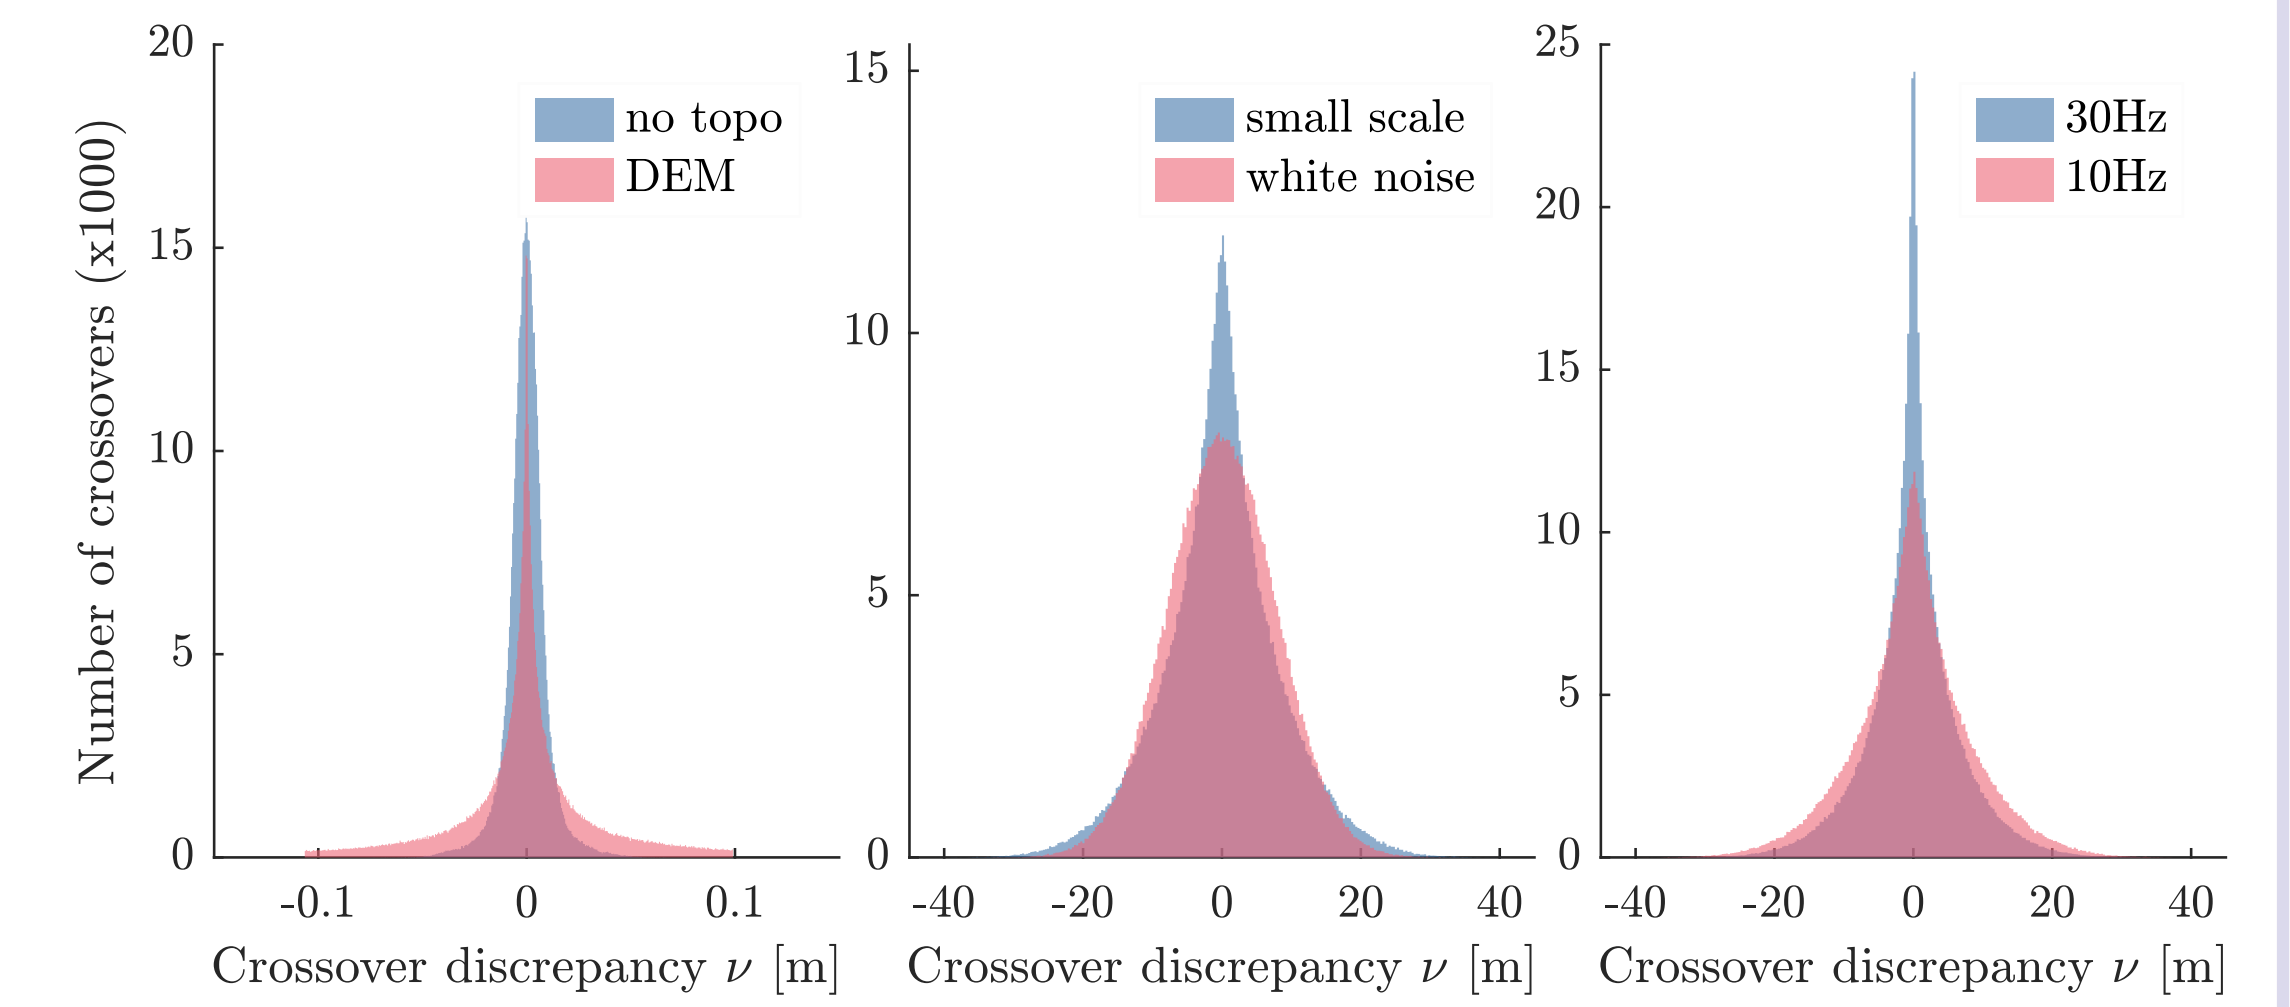 Number of crossovers (x1000)
20
15
10
5
0
no topo
DEM
-0.1 0 0.1
Crossover discrepancy ν [m]
15
10
5
0
small scale
white noise
-40 -20 0 20 40
Crossover discrepancy ν [m]
25
20
15
10
5
0
30Hz
10Hz
-40 -20 0 20 40
Crossover discrepancy ν [m]